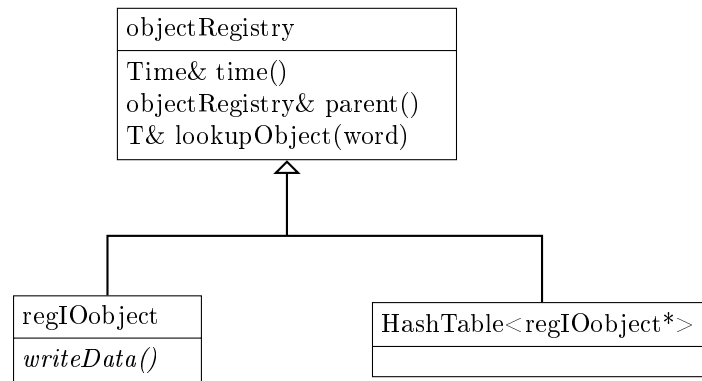 objectRegistry
Time& time()
objectRegistry& parent()
T& lookupObject(word)
regIOobject
writeData()
HashTable<regIOobject*>